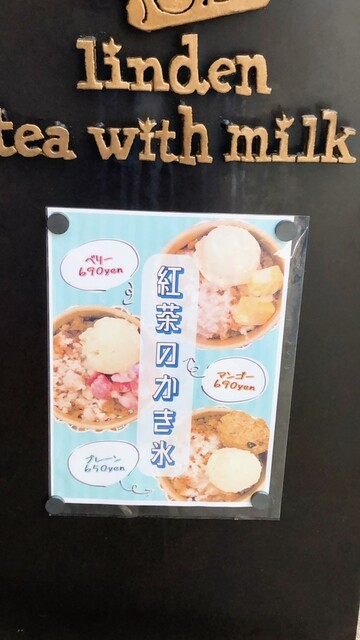 linden
tea with milk
ベリー
690yen
紅茶のかき氷
マンゴー
690yen
プレーン
650yen